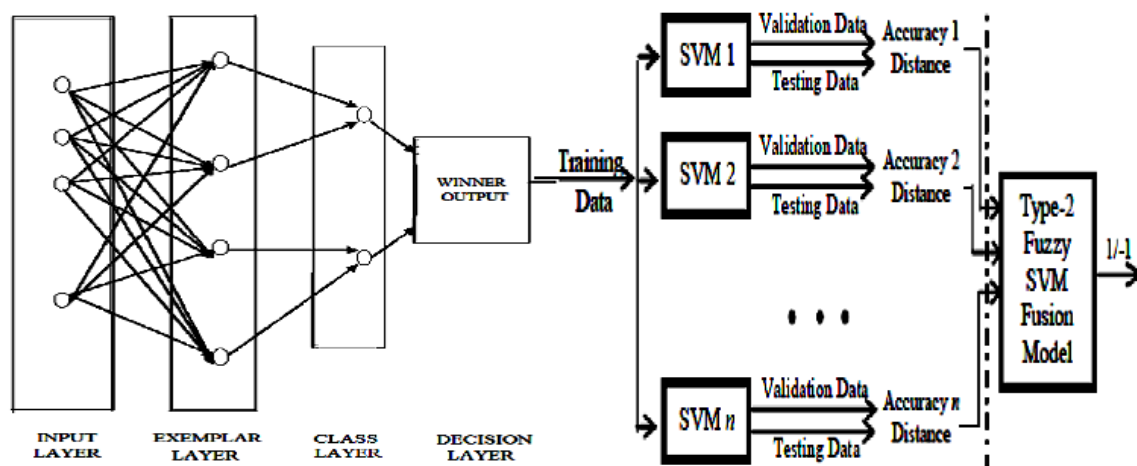 INPUT
LAYER
EXEMPLAR
LAYER
CLASS
LAYER
DECISION
LAYER
WINNER
OUTPUT
Training
Data
SVM 1
Validation Data
Testing Data
Accuracy 1
Distance
SVM 2
Validation Data
Testing Data
Accuracy 2
Distance
• • •
SVM n
Validation Data
Testing Data
Accuracy n
Distance
Type-2
Fuzzy
SVM
Fusion
Model
1/-1